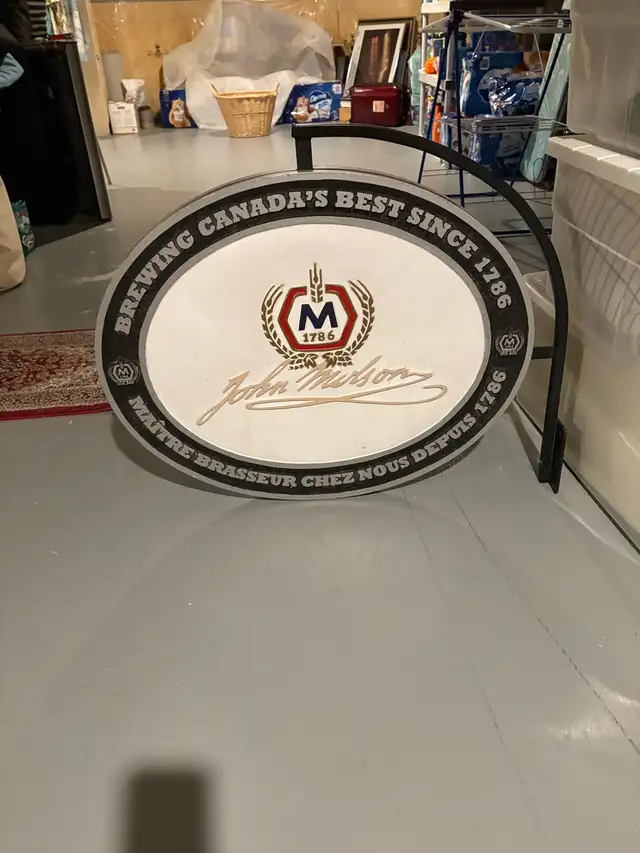 BREWING CANADA'S BEST SINCE 1786
M
1786
John Molson
M
M
MAÎTRE BRASSEUR CHEZ NOUS DEPUIS 1786